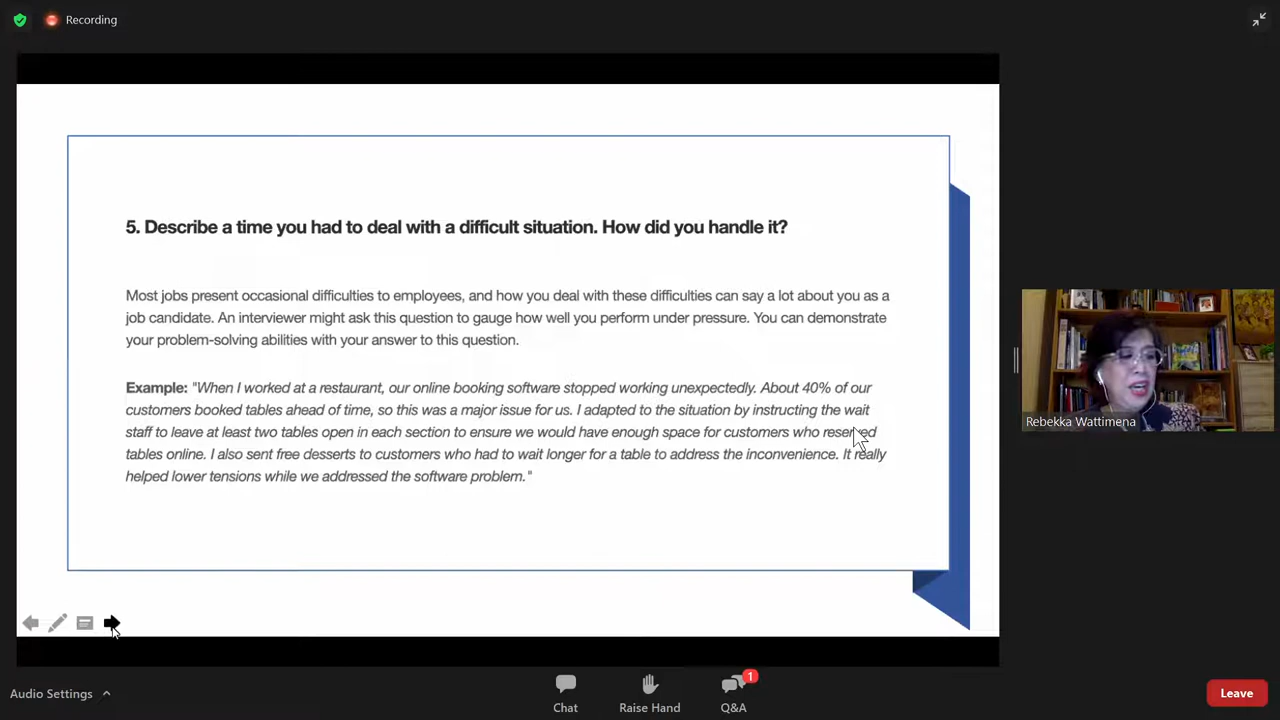 Recording
5. Describe a time you had to deal with a difficult situation. How did you handle it?
Most jobs present occasional difficulties to employees, and how you deal with these difficulties can say a lot about you as a
job candidate. An interviewer might ask this question to gauge how well you perform under pressure. You can demonstrate
your problem-solving abilities with your answer to this question.
Example: "When I worked at a restaurant, our online booking software stopped working unexpectedly. About 40% of our
customers booked tables ahead of time, so this was a major issue for us. I adapted to the situation by instructing the wait
staff to leave at least two tables open in each section to ensure we would have enough space for customers who reserved
tables online. I also sent free desserts to customers who had to wait longer for a table to address the inconvenience. It really
helped lower tensions while we addressed the software problem."
Rebekka Wattimena
Audio Settings
Chat
Raise Hand
1
Q&A
Leave